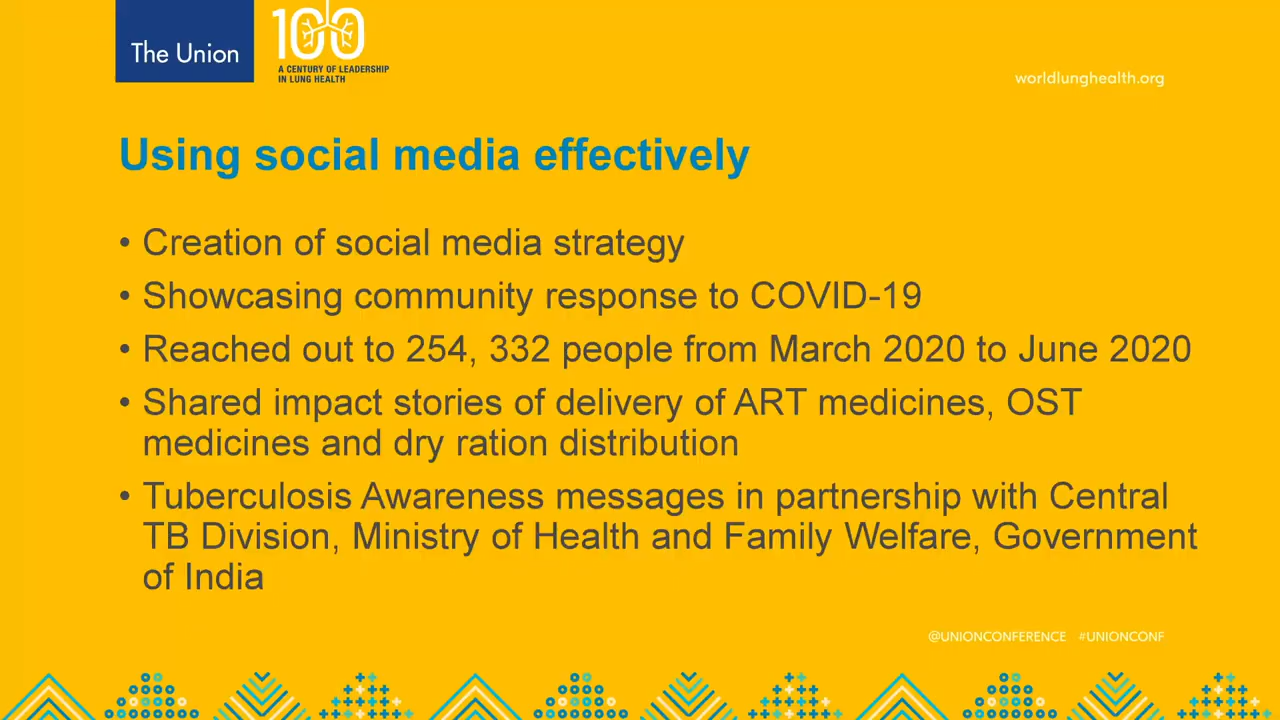 The Union
100
A CENTURY OF LEADERSHIP
IN LUNG HEALTH
worldlunghealth.org
Using social media effectively
• Creation of social media strategy
• Showcasing community response to COVID-19
• Reached out to 254, 332 people from March 2020 to June 2020
• Shared impact stories of delivery of ART medicines, OST
medicines and dry ration distribution
• Tuberculosis Awareness messages in partnership with Central
TB Division, Ministry of Health and Family Welfare, Government
of India
@UNIONCONFERENCE #UNIONCONF